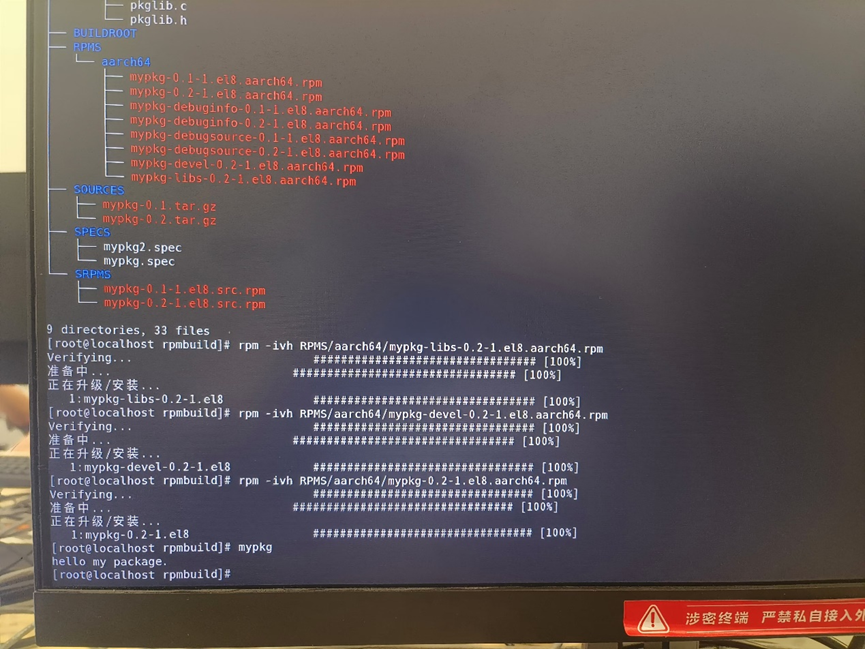 pkglib.c
pkglib.h
BUILDROOT
RPMS
aarch64
mypkg-0.1-1.el8.aarch64.rpm
mypkg-0.2-1.el8.aarch64.rpm
mypkg-debuginfo-0.1-1.el8.aarch64.rpm
mypkg-debuginfo-0.2-1.el8.aarch64.rpm
mypkg-debugsource-0.1-1.el8.aarch64.rpm
mypkg-debugsource-0.2-1.el8.aarch64.rpm
mypkg-devel-0.2-1.el8.aarch64.rpm
mypkg-libs-0.2-1.el8.aarch64.rpm
SOURCES
mypkg-0.1.tar.gz
mypkg-0.2.tar.gz
SPECS
mypkg2.spec
mypkg.spec
SRPMS
mypkg-0.1-1.el8.src.rpm
mypkg-0.2-1.el8.src.rpm
9 directories, 33 files
[root@localhost rpmbuild]# rpm -ivh RPMS/aarch64/mypkg-libs-0.2-1.el8.aarch64.rpm
Verifying... ################################# [100%]
准备中... ################################# [100%]
正在升级/安装...
1:mypkg-libs-0.2-1.el8 ################################# [100%]
[root@localhost rpmbuild]# rpm -ivh RPMS/aarch64/mypkg-devel-0.2-1.el8.aarch64.rpm
Verifying... ################################# [100%]
准备中... ################################# [100%]
正在升级/安装...
1:mypkg-devel-0.2-1.el8 ################################# [100%]
[root@localhost rpmbuild]# rpm -ivh RPMS/aarch64/mypkg-0.2-1.el8.aarch64.rpm
Verifying... ################################# [100%]
准备中... ################################# [100%]
正在升级/安装...
1:mypkg-0.2-1.el8 ################################# [100%]
[root@localhost rpmbuild]# mypkg
hello my package.
[root@localhost rpmbuild]#
涉密终端 严禁私自接入外